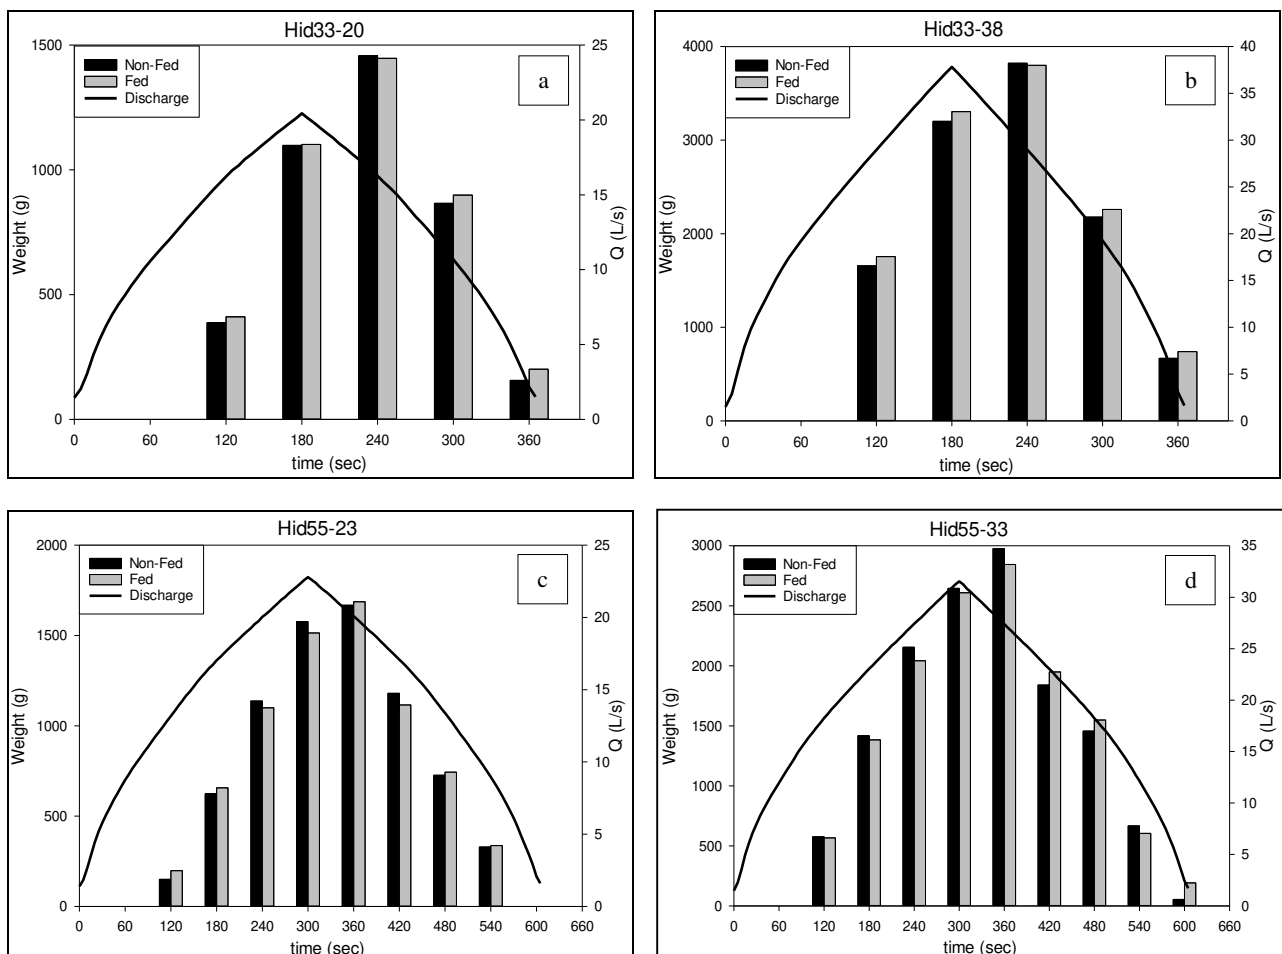 Hid33-20
1500
1000
500
0
Weight (g)
25
20
15
10
5
0
Q (L/s)
Non-Fed
Fed
Discharge
a
0 60 120 180 240 300 360
time (sec)
Hid33-38
4000
3000
2000
1000
0
Weight (g)
40
35
30
25
20
15
10
5
0
Q (L/s)
Non-Fed
Fed
Discharge
b
0 60 120 180 240 300 360
time (sec)
Hid55-23
2000
1500
1000
500
0
Weight (g)
25
20
15
10
5
0
Q (L/s)
Non-Fed
Fed
Discharge
c
0 60 120 180 240 300 360 420 480 540 600 660
time (sec)
Hid55-33
3000
2500
2000
1500
1000
500
0
Weight (g)
35
30
25
20
15
10
5
0
Q (L/s)
Non-Fed
Fed
Discharge
d
0 60 120 180 240 300 360 420 480 540 600 660
time (sec)